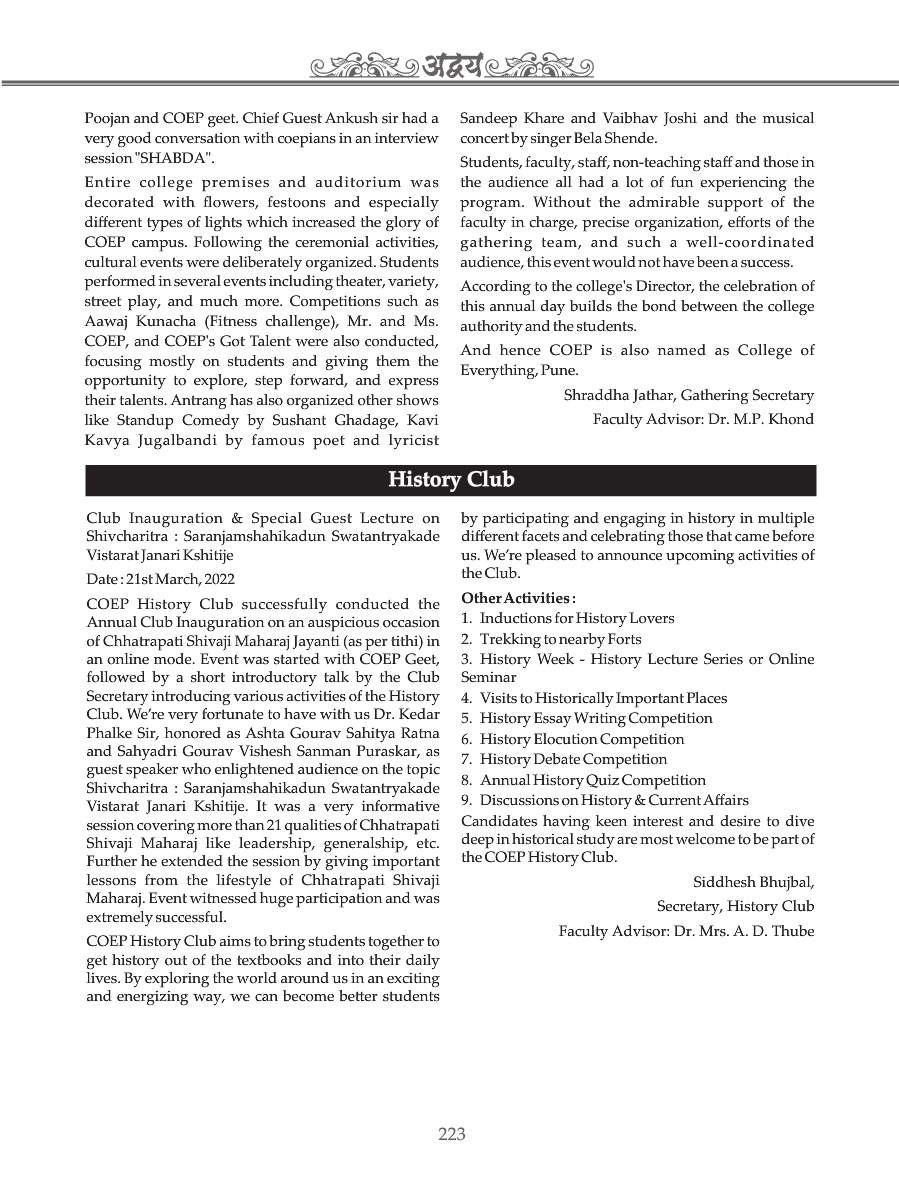 अद्वय
Poojan and COEP geet. Chief Guest Ankush sir had a
very good conversation with coepians in an interview
session "SHABDA".
Entire college premises and auditorium was
decorated with flowers, festoons and especially
different types of lights which increased the glory of
COEP campus. Following the ceremonial activities,
cultural events were deliberately organized. Students
performed in several events including theater, variety,
street play, and much more. Competitions such as
Aawaj Kunacha (Fitness challenge), Mr. and Ms.
COEP, and COEP's Got Talent were also conducted,
focusing mostly on students and giving them the
opportunity to explore, step forward, and express
their talents. Antrang has also organized other shows
like Standup Comedy by Sushant Ghadage, Kavi
Kavya Jugalbandi by famous poet and lyricist
Sandeep Khare and Vaibhav Joshi and the musical
concert by singer Bela Shende.
Students, faculty, staff, non-teaching staff and those in
the audience all had a lot of fun experiencing the
program. Without the admirable support of the
faculty in charge, precise organization, efforts of the
gathering team, and such a well-coordinated
audience, this event would not have been a success.
According to the college's Director, the celebration of
this annual day builds the bond between the college
authority and the students.
And hence COEP is also named as College of
Everything, Pune.
Shraddha Jathar, Gathering Secretary
Faculty Advisor: Dr. M.P. Khond
History Club
Club Inauguration & Special Guest Lecture on
Shivcharitra : Saranjamshahikadun Swatantryakade
Vistarat Janari Kshitije
Date : 21st March, 2022
COEP History Club successfully conducted the
Annual Club Inauguration on an auspicious occasion
of Chhatrapati Shivaji Maharaj Jayanti (as per tithi) in
an online mode. Event was started with COEP Geet,
followed by a short introductory talk by the Club
Secretary introducing various activities of the History
Club. We’re very fortunate to have with us Dr. Kedar
Phalke Sir, honored as Ashta Gourav Sahitya Ratna
and Sahyadri Gourav Vishesh Sanman Puraskar, as
guest speaker who enlightened audience on the topic
Shivcharitra : Saranjamshahikadun Swatantryakade
Vistarat Janari Kshitije. It was a very informative
session covering more than 21 qualities of Chhatrapati
Shivaji Maharaj like leadership, generalship, etc.
Further he extended the session by giving important
lessons from the lifestyle of Chhatrapati Shivaji
Maharaj. Event witnessed huge participation and was
extremely successful.
COEP History Club aims to bring students together to
get history out of the textbooks and into their daily
lives. By exploring the world around us in an exciting
and energizing way, we can become better students
by participating and engaging in history in multiple
different facets and celebrating those that came before
us. We’re pleased to announce upcoming activities of
the Club.
Other Activities :
1. Inductions for History Lovers
2. Trekking to nearby Forts
3. History Week - History Lecture Series or Online
Seminar
4. Visits to Historically Important Places
5. History Essay Writing Competition
6. History Elocution Competition
7. History Debate Competition
8. Annual History Quiz Competition
9. Discussions on History & Current Affairs
Candidates having keen interest and desire to dive
deep in historical study are most welcome to be part of
the COEP History Club.
Siddhesh Bhujbal,
Secretary, History Club
Faculty Advisor: Dr. Mrs. A. D. Thube
223